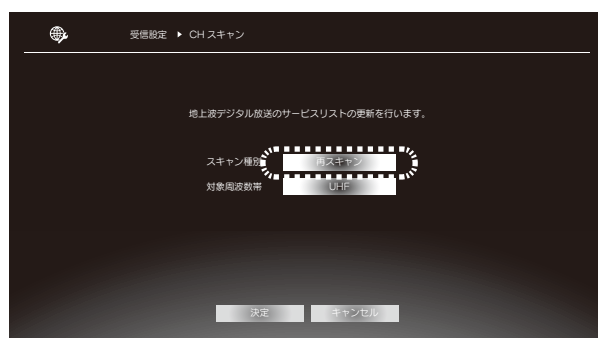 受信設定 ▶ CH スキャン
地上波デジタル放送のサービスリストの更新を行います。
スキャン種別 再スキャン
対象周波数帯 UHF
決定 キャンセル